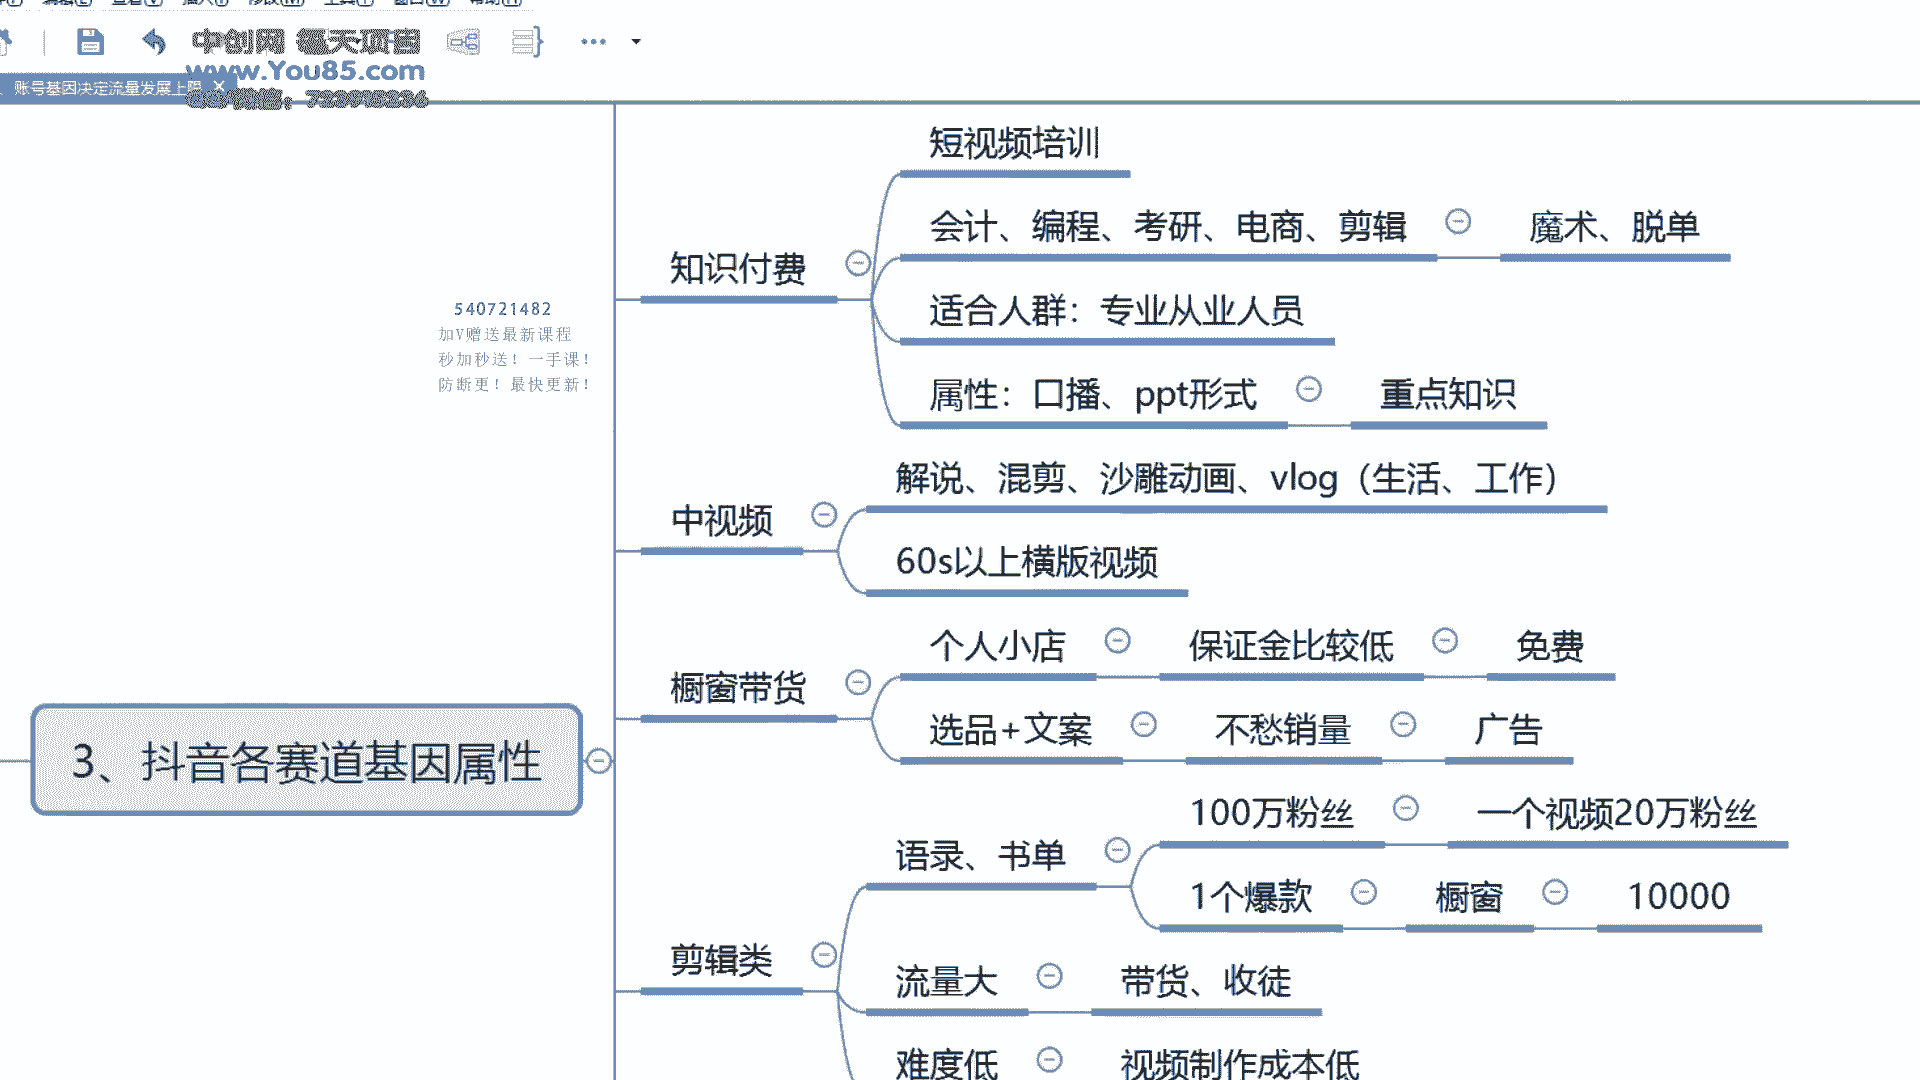 中创网
www.You85.com
账号基因决定流量发展上限
短视频培训
会计、编程、考研、电商、剪辑
魔术、脱单
知识付费
适合人群：专业从业人员
属性：口播、ppt形式
重点知识
540721482
加V赠送最新课程
秒加秒送！一手课！
防断更！最快更新！
解说、混剪、沙雕动画、vlog（生活、工作）
中视频
60s以上横版视频
个人小店
保证金比较低
免费
橱窗带货
选品+文案
不愁销量
广告
3、抖音各赛道基因属性
100万粉丝
一个视频20万粉丝
语录、书单
1个爆款
橱窗
10000
剪辑类
流量大
带货、收徒
难度低
视频制作成本低